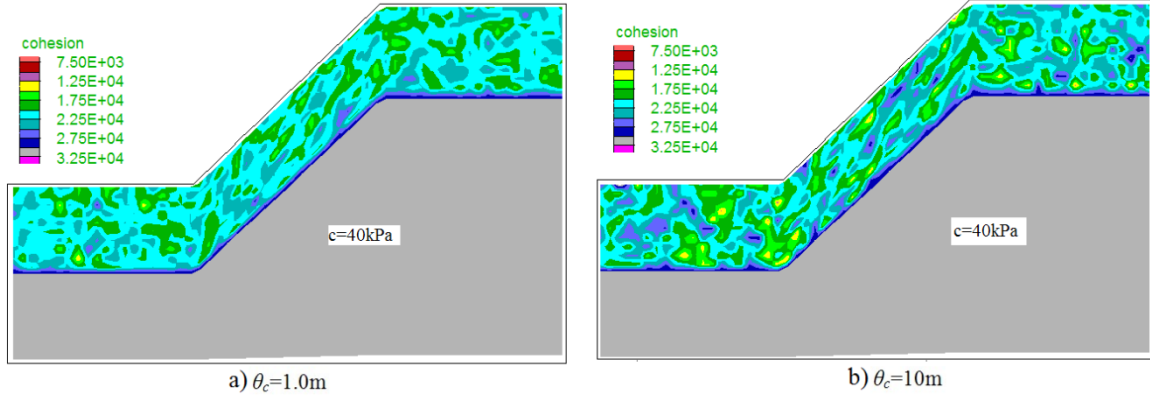 cohesion
7.50E+03
1.25E+04
1.75E+04
2.25E+04
2.75E+04
3.25E+04
c=40kPa
a) θc=1.0m
cohesion
7.50E+03
1.25E+04
1.75E+04
2.25E+04
2.75E+04
3.25E+04
c=40kPa
b) θc=10m